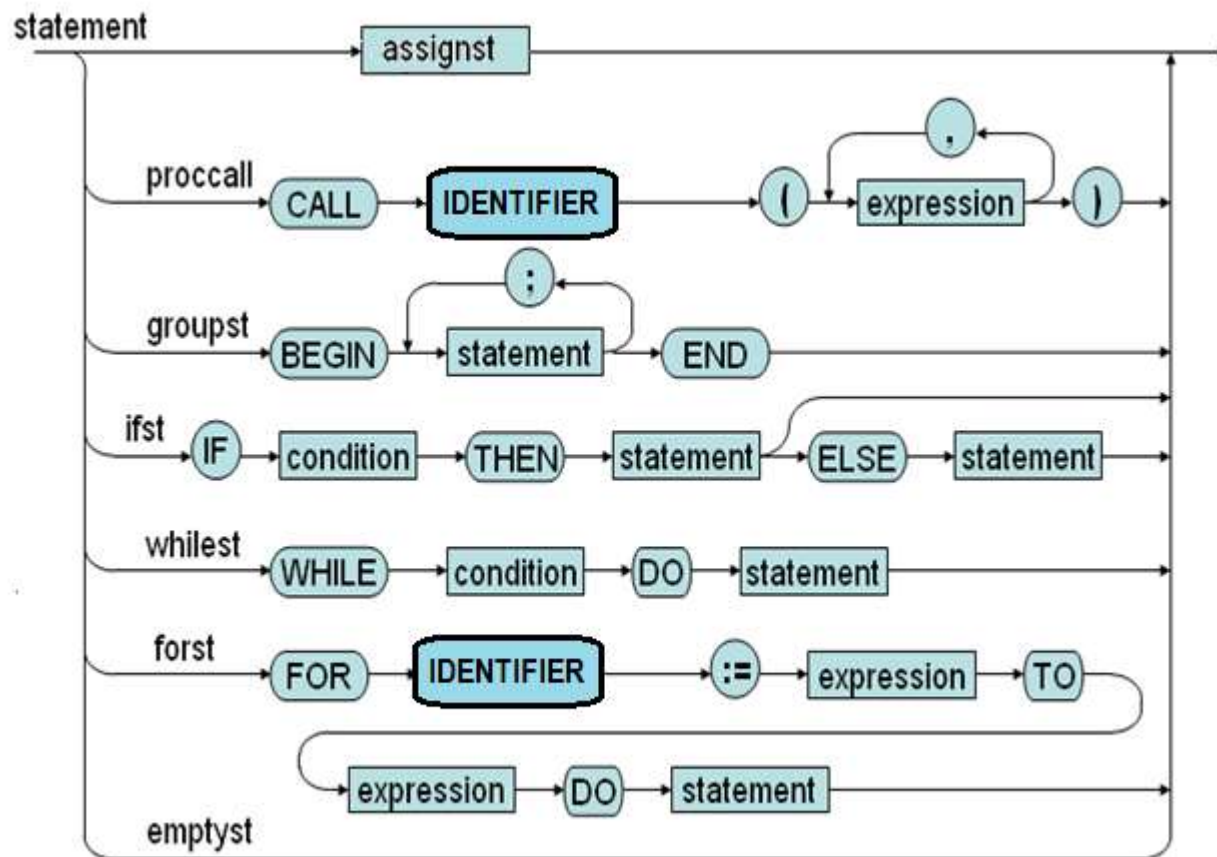 statement
assignst
,
proccall CALL IDENTIFIER ( expression )
;
groupst BEGIN statement END
ifst IF condition THEN statement ELSE statement
whilest WHILE condition DO statement
forst FOR IDENTIFIER := expression TO
expression DO statement
emptyst